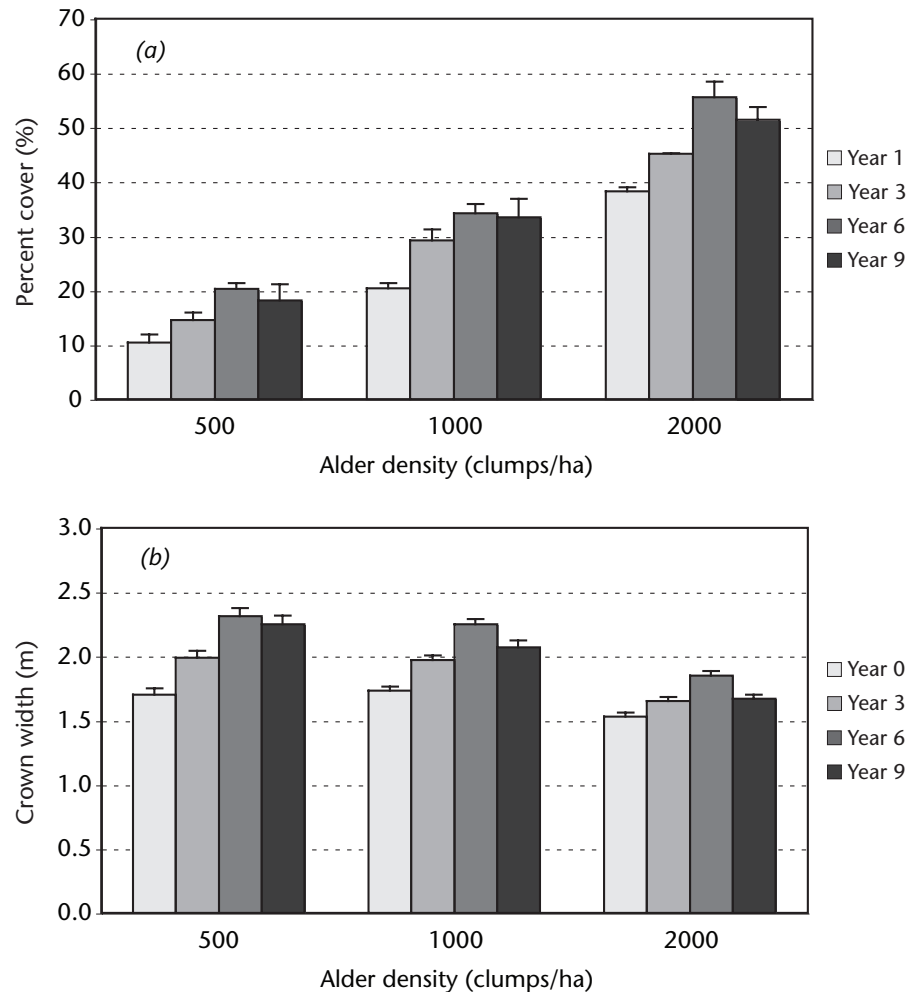 (a)
Percent cover (%)
70
60
50
40
30
20
10
0
500 1000 2000
Alder density (clumps/ha)
Year 1
Year 3
Year 6
Year 9
(b)
Crown width (m)
3.0
2.5
2.0
1.5
1.0
0.5
0.0
500 1000 2000
Alder density (clumps/ha)
Year 0
Year 3
Year 6
Year 9